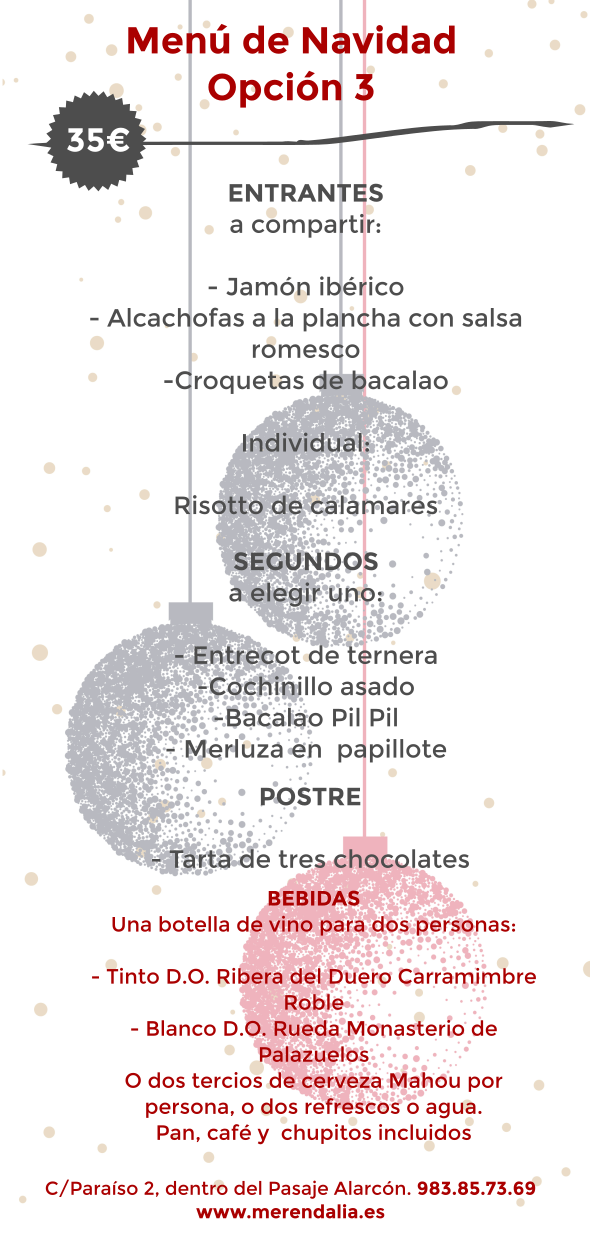 Menú de Navidad
Opción 3
35€
ENTRANTES
a compartir:
- Jamón ibérico
- Alcachofas a la plancha con salsa
romesco
-Croquetas de bacalao
Individual:
Risotto de calamares
SEGUNDOS
a elegir uno:
- Entrecot de ternera
-Cochinillo asado
-Bacalao Pil Pil
- Merluza en  papillote
POSTRE
- Tarta de tres chocolates
BEBIDAS
Una botella de vino para dos personas:
- Tinto D.O. Ribera del Duero Carramimbre
Roble
- Blanco D.O. Rueda Monasterio de
Palazuelos
O dos tercios de cerveza Mahou por
persona, o dos refrescos o agua.
Pan, café y  chupitos incluidos
C/Paraíso 2, dentro del Pasaje Alarcón. 983.85.73.69
www.merendalia.es